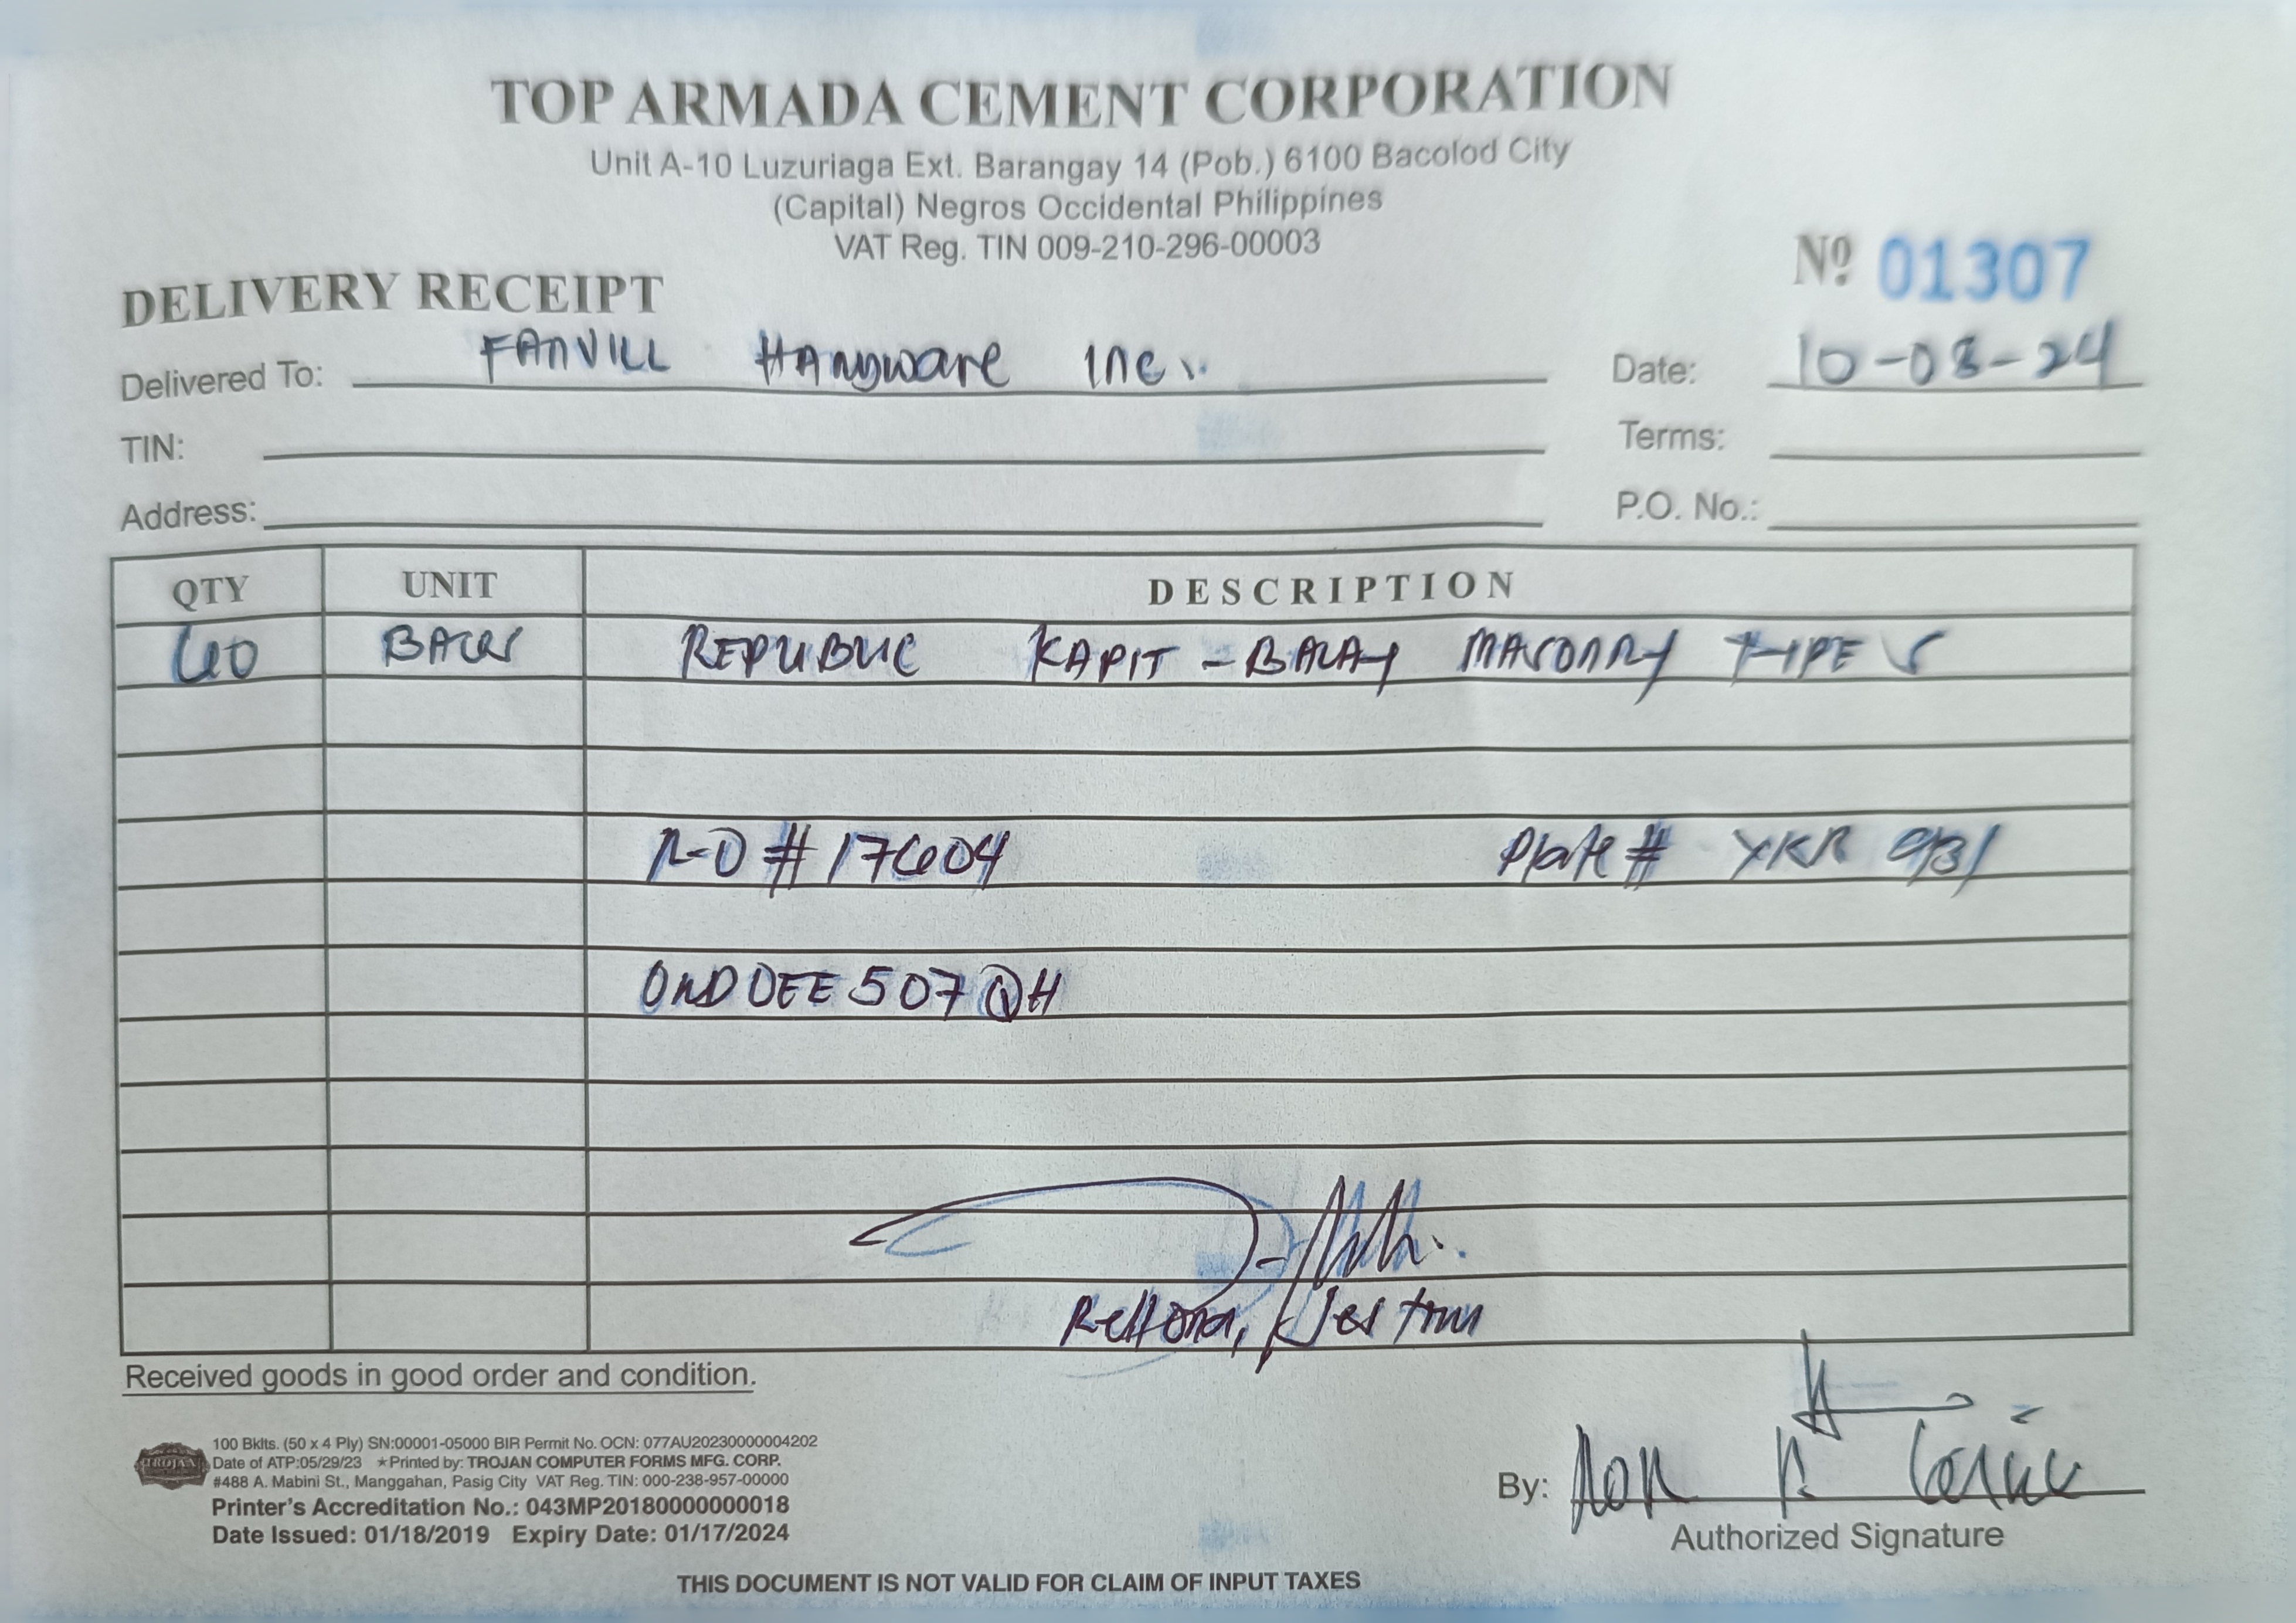 TOP ARMADA CEMENT CORPORATION
Unit A-10 Luzuriaga Ext. Barangay 14 (Pob.) 6100 Bacolod City
(Capital) Negros Occidental Philippines
VAT Reg. TIN 009-210-296-00003
Nº 01307
DELIVERY RECEIPT
Delivered To: FANVILL HARDWARE INC. Date: 10-03-24
TIN: Terms:
Address: P.O. No.:
QTY UNIT DESCRIPTION
BAGS REPUBLIC KAPIT-BALAY MASONRY TYPE S
#17604 Plate # YKR 931
507 H
Received goods in good order and condition.
TROJAN
100 Bklts. (50 x 4 Ply) SN:00001-05000 BIR Permit No. OCN: 077AU20230000004202
Date of ATP:05/29/23 ★Printed by: TROJAN COMPUTER FORMS MFG. CORP.
#488 A. Mabini St., Manggahan, Pasig City VAT Reg. TIN: 000-238-957-00000
Printer's Accreditation No.: 043MP20180000000018
Date Issued: 01/18/2019 Expiry Date: 01/17/2024
By:
Authorized Signature
THIS DOCUMENT IS NOT VALID FOR CLAIM OF INPUT TAXES